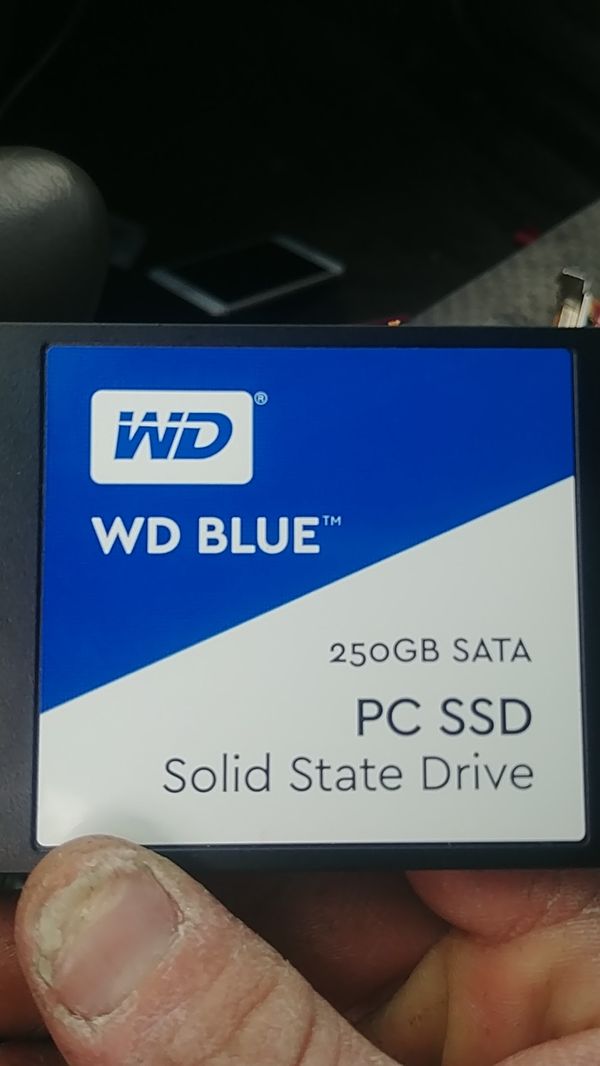 WD®
WD BLUE™
250GB SATA
PC SSD
Solid State Drive